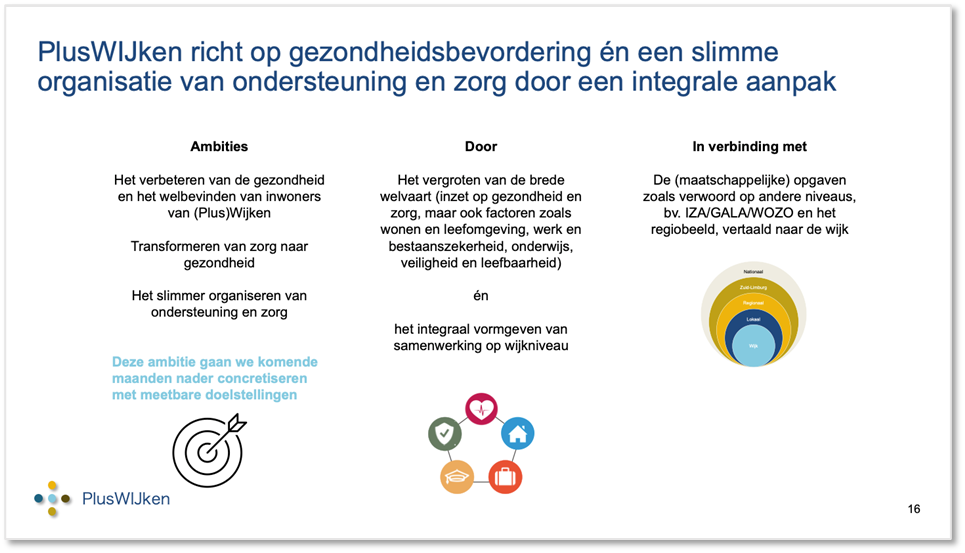 PlusWIJken richt op gezondheidsbevordering én een slimme
organisatie van ondersteuning en zorg door een integrale aanpak
Ambities
Het verbeteren van de gezondheid
en het welbevinden van inwoners
van (Plus)Wijken
Transformeren van zorg naar
gezondheid
Het slimmer organiseren van
ondersteuning en zorg
Deze ambitie gaan we komende
maanden nader concretiseren
met meetbare doelstellingen
Door
Het vergroten van de brede
welvaart (inzet op gezondheid en
zorg, maar ook factoren zoals
wonen en leefomgeving, werk en
bestaanszekerheid, onderwijs,
veiligheid en leefbaarheid)
én
het integraal vormgeven van
samenwerking op wijkniveau
In verbinding met
De (maatschappelijke) opgaven
zoals verwoord op andere niveaus,
bv. IZA/GALA/WOZO en het
regiobeeld, vertaald naar de wijk
Nationaal
Zuid-Limburg
Regionaal
Lokaal
Wijk
PlusWIJken
16